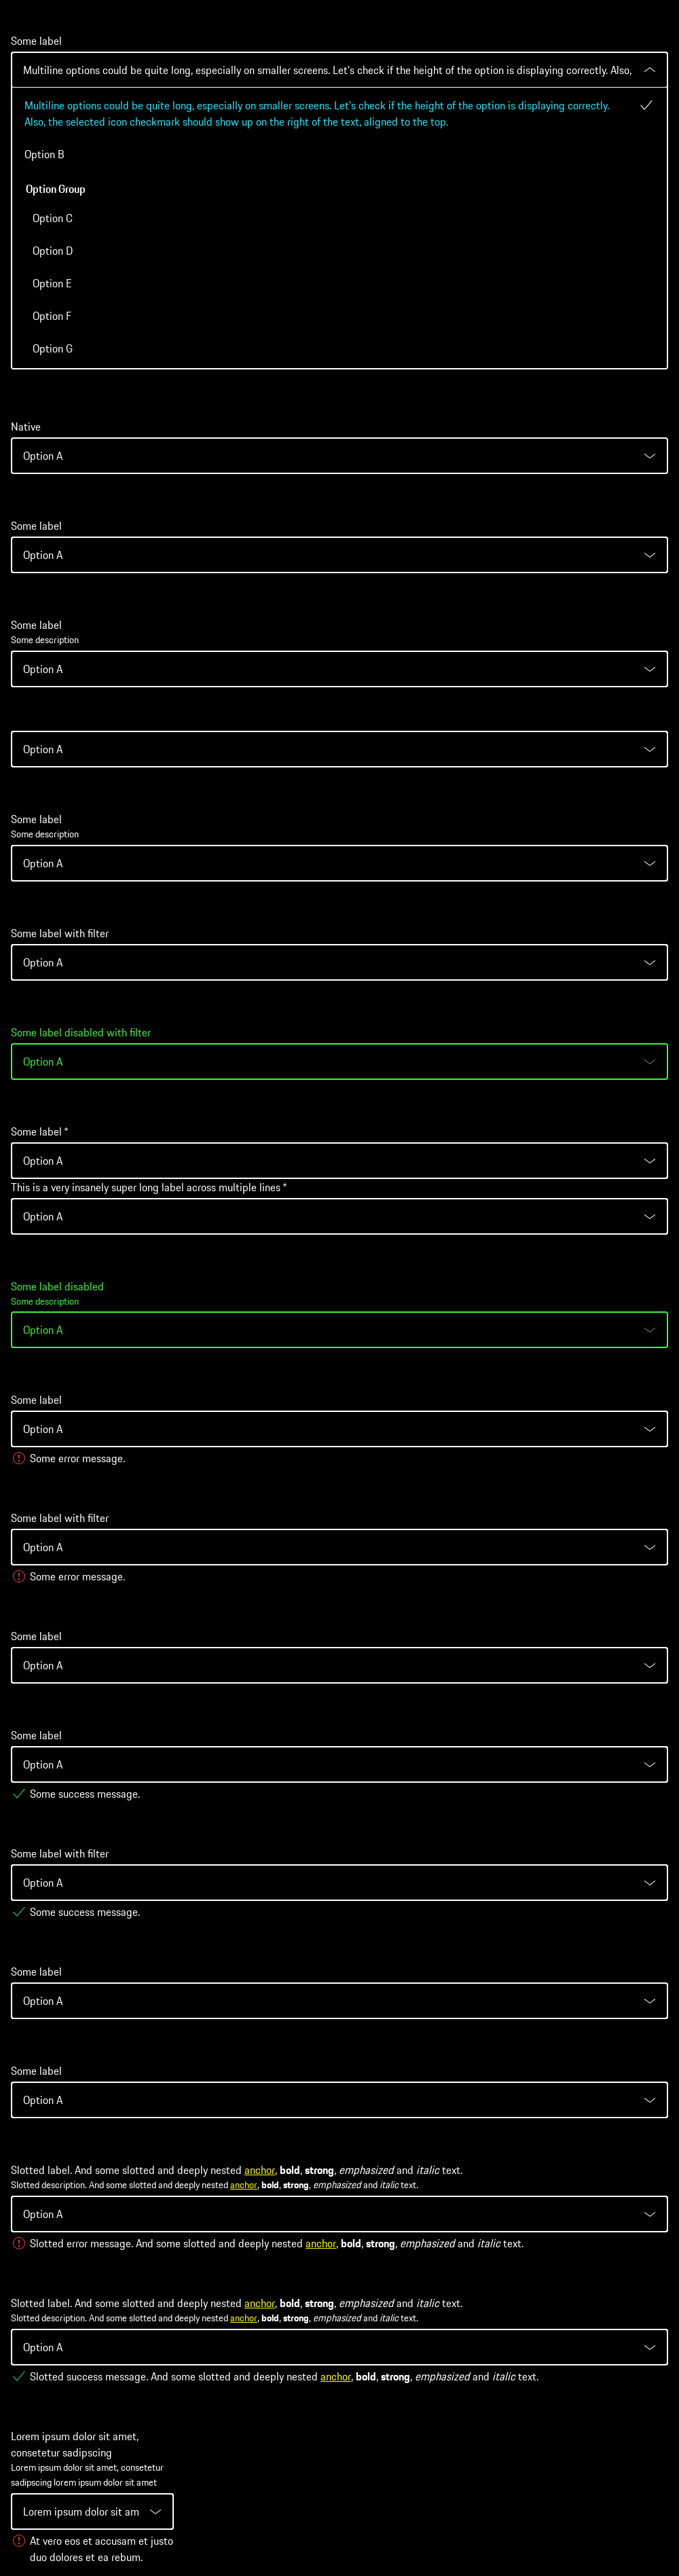 Some label
Multiline options could be quite long, especially on smaller screens. Let's check if the height of the option is displaying correctly. Also,
Multiline options could be quite long, especially on smaller screens. Let's check if the height of the option is displaying correctly.
Also, the selected icon checkmark should show up on the right of the text, aligned to the top.
Option B
Option Group
Option C
Option D
Option E
Option F
Option G
Native
Option A
Some label
Option A
Some label
Some description
Option A
Option A
Some label
Some description
Option A
Some label with filter
Option A
Some label disabled with filter
Option A
Some label *
Option A
This is a very insanely super long label across multiple lines *
Option A
Some label disabled
Some description
Option A
Some label
Option A
Some error message.
Some label with filter
Option A
Some error message.
Some label
Option A
Some label
Option A
Some success message.
Some label with filter
Option A
Some success message.
Some label
Option A
Some label
Option A
Slotted label. And some slotted and deeply nested anchor, bold, strong, emphasized and italic text.
Slotted description. And some slotted and deeply nested anchor, bold, strong, emphasized and italic text.
Option A
Slotted error message. And some slotted and deeply nested anchor, bold, strong, emphasized and italic text.
Slotted label. And some slotted and deeply nested anchor, bold, strong, emphasized and italic text.
Slotted description. And some slotted and deeply nested anchor, bold, strong, emphasized and italic text.
Option A
Slotted success message. And some slotted and deeply nested anchor, bold, strong, emphasized and italic text.
Lorem ipsum dolor sit amet,
consetetur sadipscing
Lorem ipsum dolor sit amet, consetetur
sadipscing lorem ipsum dolor sit amet
Lorem ipsum dolor sit am
At vero eos et accusam et justo
duo dolores et ea rebum.